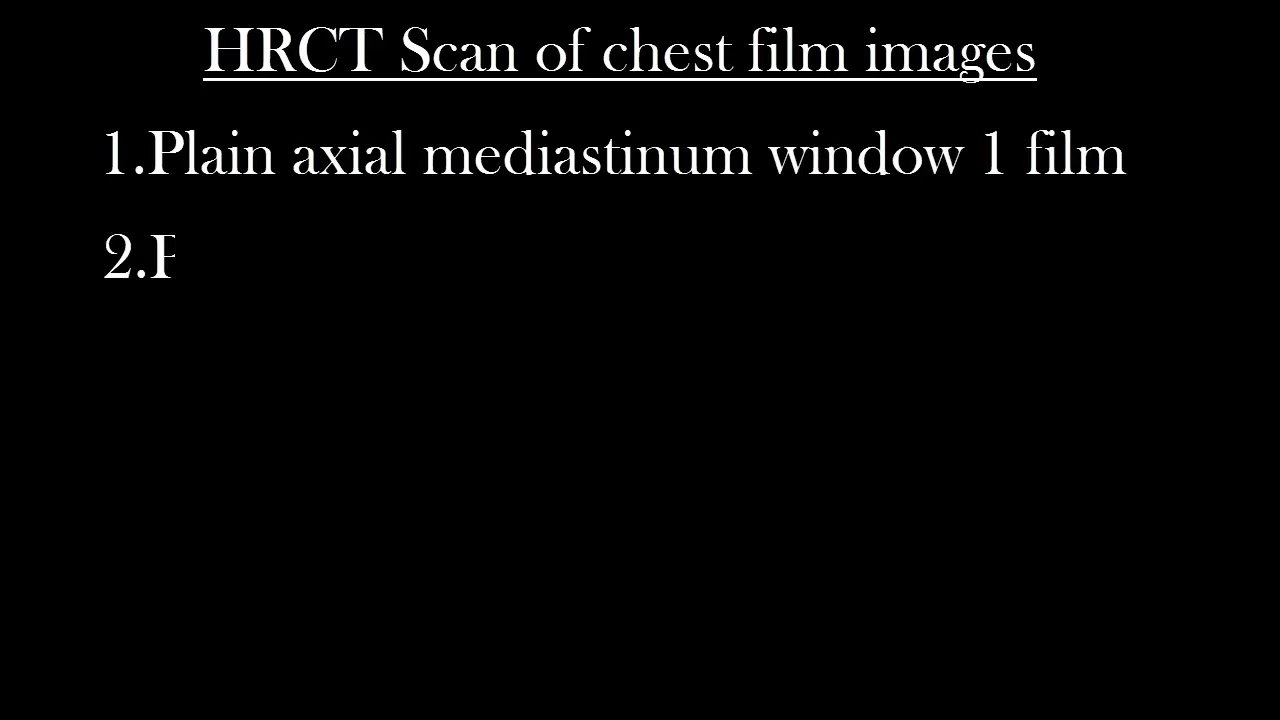 HRCT Scan of chest film images
1.Plain axial mediastinum window 1 film
2.P